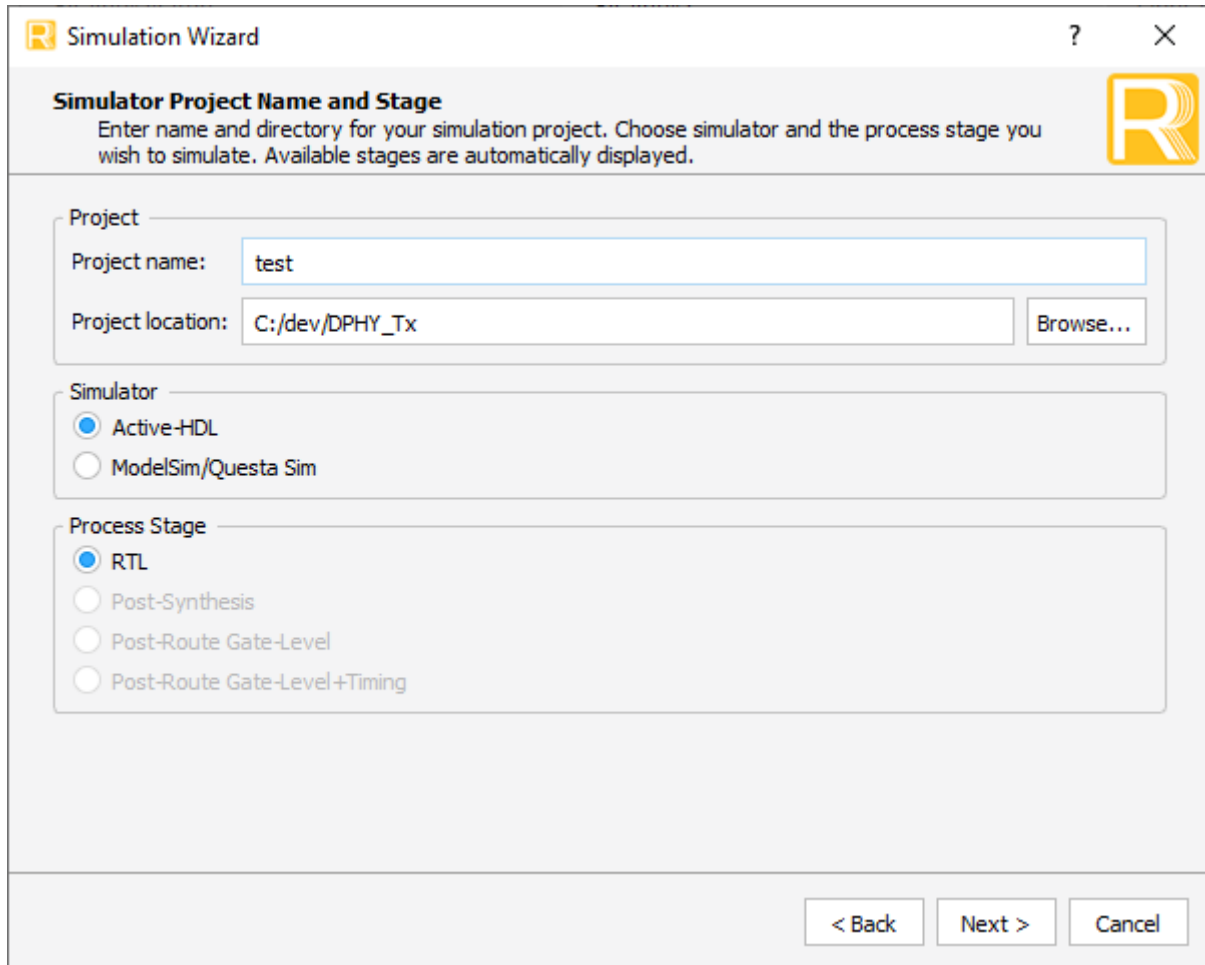 Simulation Wizard
?
Simulator Project Name and Stage
Enter name and directory for your simulation project. Choose simulator and the process stage you
wish to simulate. Available stages are automatically displayed.
Project
Project name: test
Project location: C:/dev/DPHY_Tx Browse...
Simulator
Active-HDL
ModelSim/Questa Sim
Process Stage
RTL
Post-Synthesis
Post-Route Gate-Level
Post-Route Gate-Level+Timing
< Back Next > Cancel